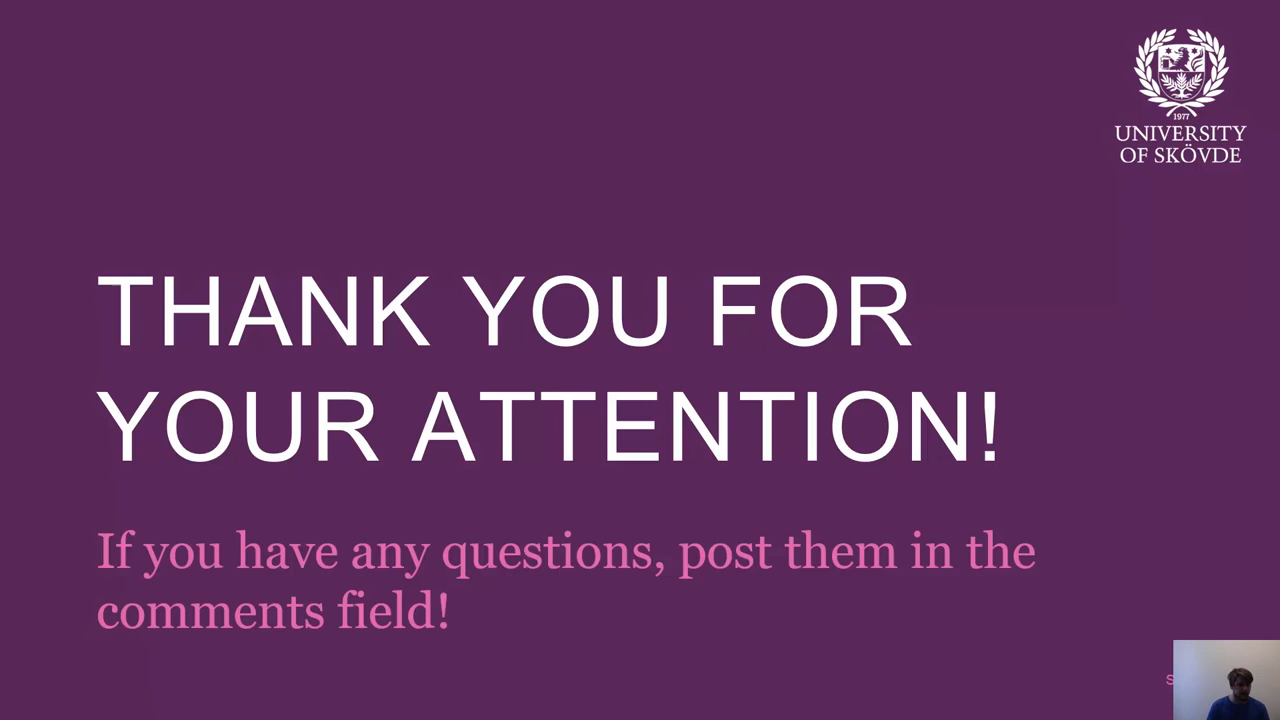 1977
UNIVERSITY
OF SKÖVDE
THANK YOU FOR
YOUR ATTENTION!
If you have any questions, post them in the
comments field!